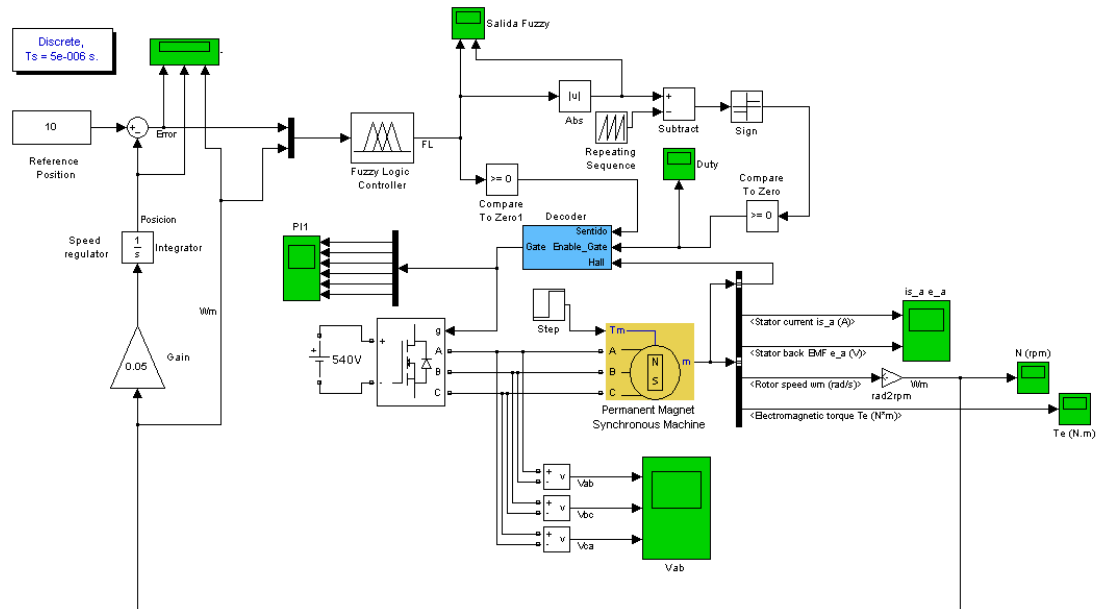 Discrete,
Ts = 5e-006 s.
Salida Fuzzy
10
Reference
Position
+
-
Error
Fuzzy Logic
Controller
FL
|u|
Abs
Repeating
Sequence
+
-
Subtract
Sign
>= 0
Compare
To Zero1
Duty
Compare
To Zero
>= 0
Decoder
Sentido
Gate
Enable_Gate
Hall
PI1
Posicion
Speed
regulator
1
s
Integrator
Wm
0.05
Gain
+
540V
+
-
g
A
B
C
Step
Tm
A
B
C
N
S
m
Permanent Magnet
Synchronous Machine
<Stator current is_a (A)>
<Stator back EMF e_a (V)>
<Rotor speed wm (rad/s)>
<Electromagnetic torque Te (N*m)>
is_a e_a
rad2rpm
Wm
N (rpm)
Te (N.m)
+
-
v
Vab
+
-
v
Vbc
+
-
v
Vca
Vab